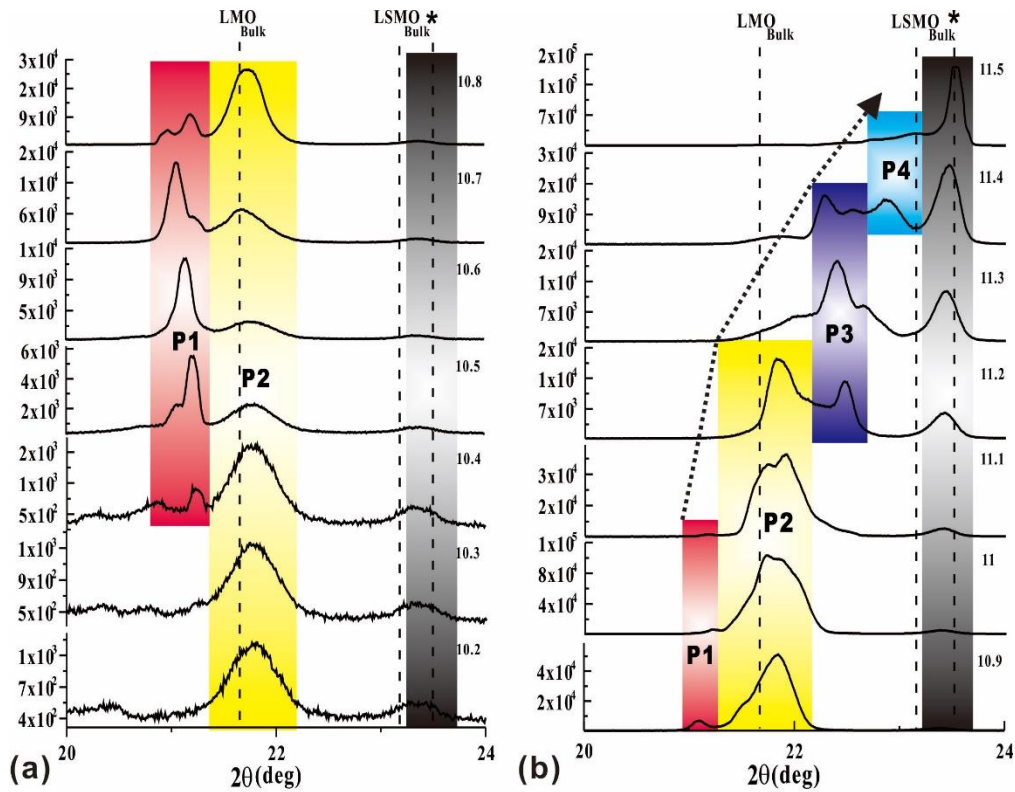 LMO Bulk LSMO Bulk *
3x10⁴
2x10⁴
9x10³
10.8
2x10⁴
1x10⁴
6x10³
10.7
1x10⁴
9x10³
5x10³
10.6
P1
6x10³
4x10³
2x10³
10.5
P2
2x10³
1x10³
5x10²
10.4
1x10³
9x10²
5x10²
10.3
1x10³
7x10²
4x10²
10.2
20 22 24
(a) 2θ(deg)
LMO Bulk LSMO Bulk *
2x10⁵
1x10⁵
7x10⁴
11.5
3x10⁴
2x10⁴
9x10³
P4
11.4
2x10⁴
1x10⁴
7x10³
P3
11.3
2x10⁴
1x10⁴
7x10³
11.2
3x10⁴
2x10⁴
P2
11.1
1x10⁵
8x10⁴
4x10⁴
11
P1
4x10⁴
2x10⁴
10.9
20 22 24
(b) 2θ(deg)